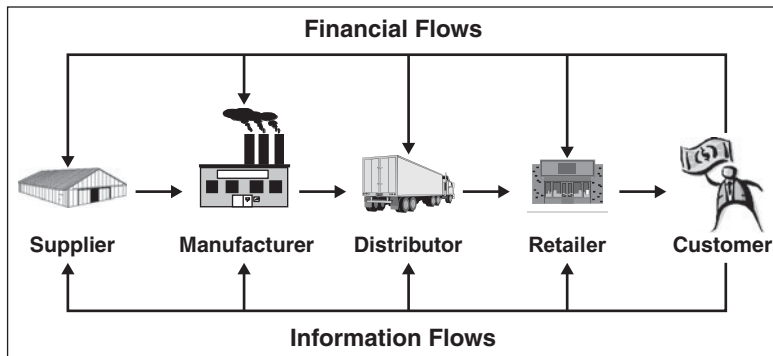 Financial Flows
Supplier Manufacturer Distributor Retailer Customer
Information Flows